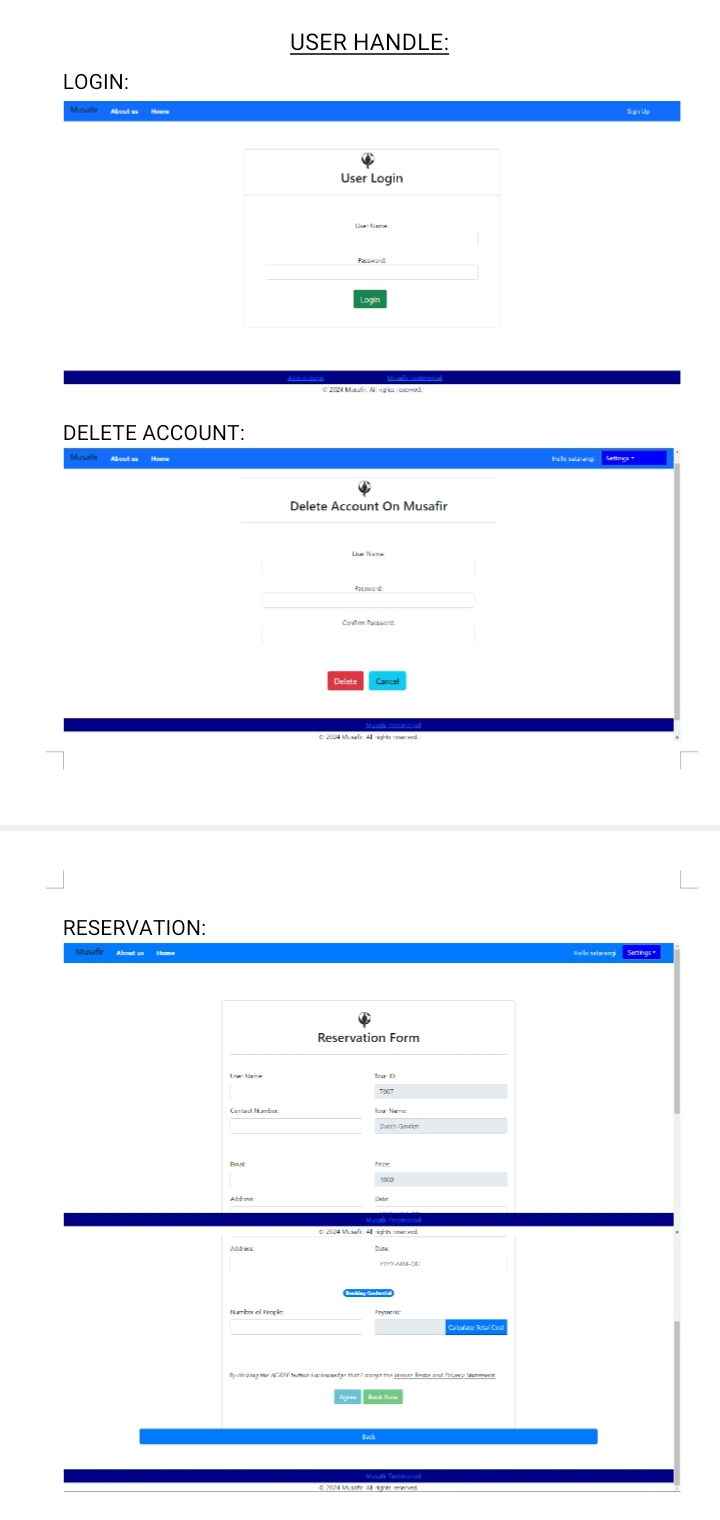 USER HANDLE:
LOGIN:
Musafir About us Home Sign Up
User Login
User Name:
Password:
Login
Admin Login Musafir Testimonial
© 2024 Musafir. All rights reserved.
DELETE ACCOUNT:
Musafir About us Home Hello satarangi Settings
Delete Account On Musafir
User Name:
Password:
Confirm Password:
Delete Cancel
Musafir Testimonial
© 2024 Musafir. All rights reserved.
RESERVATION:
Musafir About us Home Hello satarangi Settings
Reservation Form
User Name: Tour ID:
T007
Contact Number: Tour Name:
Dutch Garden
Email: Price:
1000
Address: Date:
Musafir Testimonial
© 2024 Musafir. All rights reserved.
Address: Date:
YYYY-MM-DD
Booking Credential
Number of People: Payment:
Calculate Total Cost
By clicking the AGREE button I acknowledge that I accept the Terms and Privacy Statement.
Agree Book Now
Back
Musafir Testimonial
© 2024 Musafir. All rights reserved.